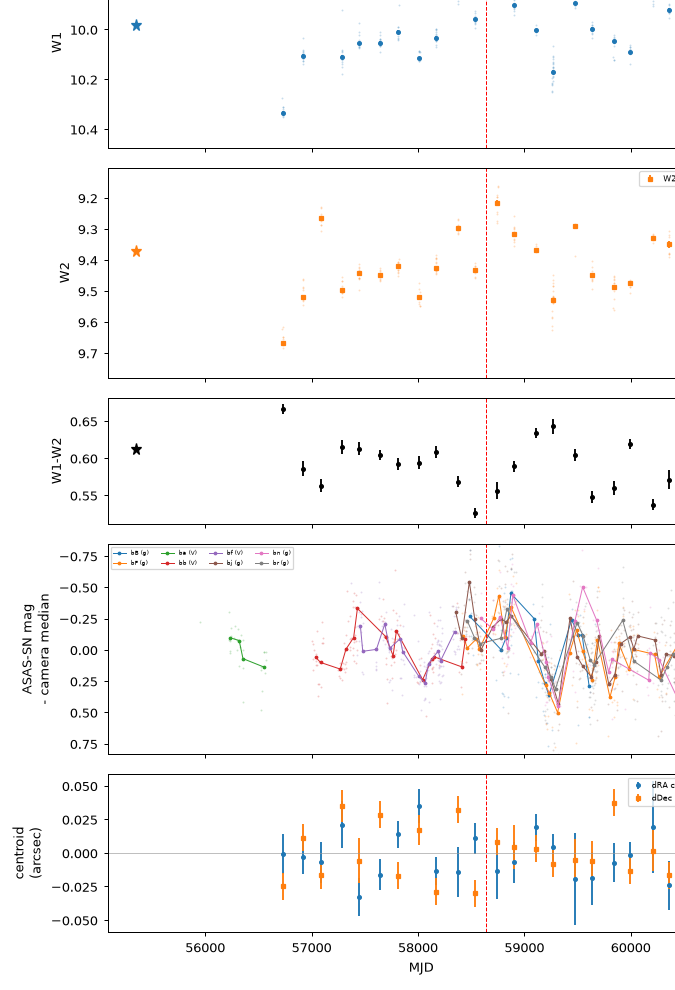 10.0
10.2
10.4
W1
W2
9.2
9.3
9.4
9.5
9.6
9.7
W2
0.65
0.60
0.55
W1-W2
bB (g)
ba (V)
bf (V)
bn (g)
bF (g)
bb (V)
bj (g)
br (g)
−0.75
−0.25
0.00
0.25
0.50
0.75
ASAS-SN mag
- camera median
dRA c
dDec
0.050
0.025
0.000
−0.025
−0.050
centroid
(arcsec)
56000
57000
58000
59000
60000
MJD